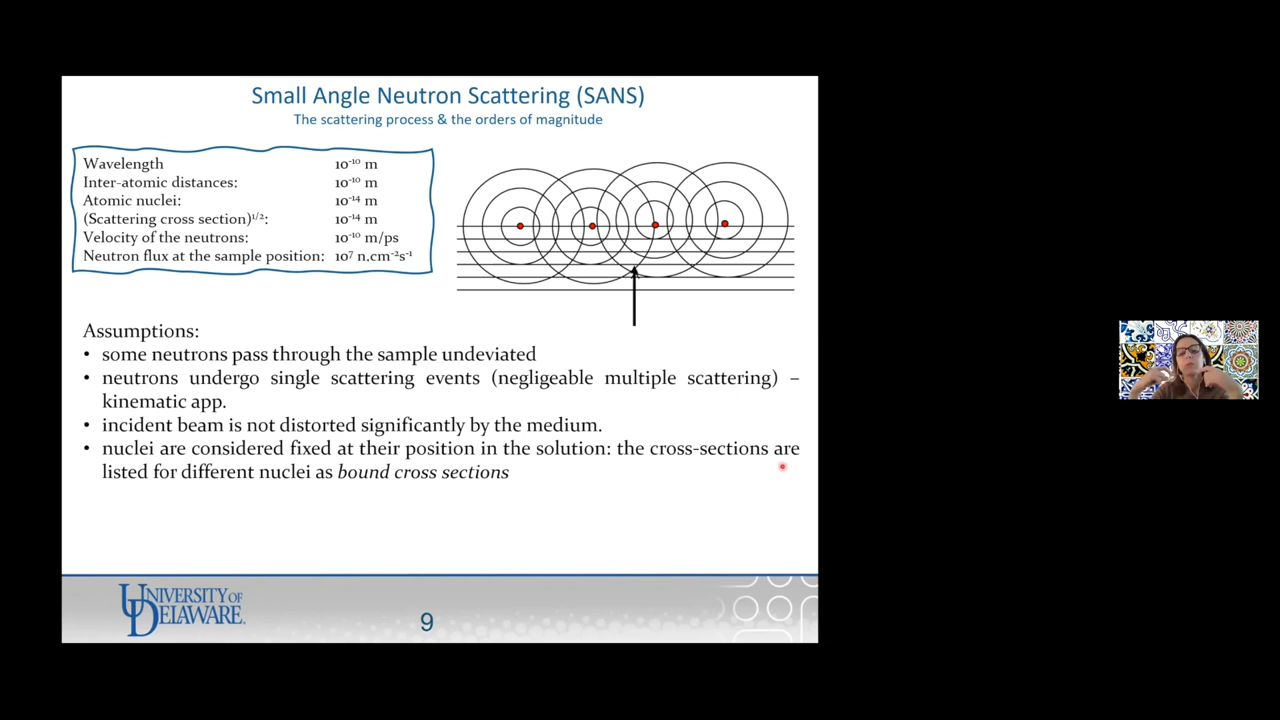 Small Angle Neutron Scattering (SANS)
The scattering process & the orders of magnitude
Wavelength 10⁻¹⁰ m
Inter-atomic distances: 10⁻¹⁰ m
Atomic nuclei: 10⁻¹⁴ m
(Scattering cross section)¹/²: 10⁻¹⁴ m
Velocity of the neutrons: 10⁻¹⁰ m/ps
Neutron flux at the sample position: 10⁷ n.cm⁻²s⁻¹
Assumptions:
• some neutrons pass through the sample undeviated
• neutrons undergo single scattering events (negligeable multiple scattering) –
kinematic app.
• incident beam is not distorted significantly by the medium.
• nuclei are considered fixed at their position in the solution: the cross-sections are
listed for different nuclei as bound cross sections
UNIVERSITY OF
DELAWARE.
9